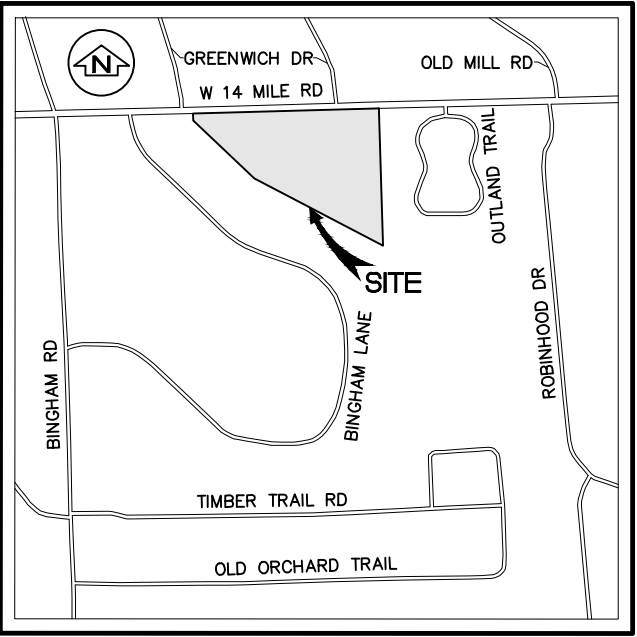 N
GREENWICH DR
OLD MILL RD
W 14 MILE RD
OUTLAND TRAIL
SITE
ROBINHOOD DR
BINGHAM LANE
BINGHAM RD
TIMBER TRAIL RD
OLD ORCHARD TRAIL